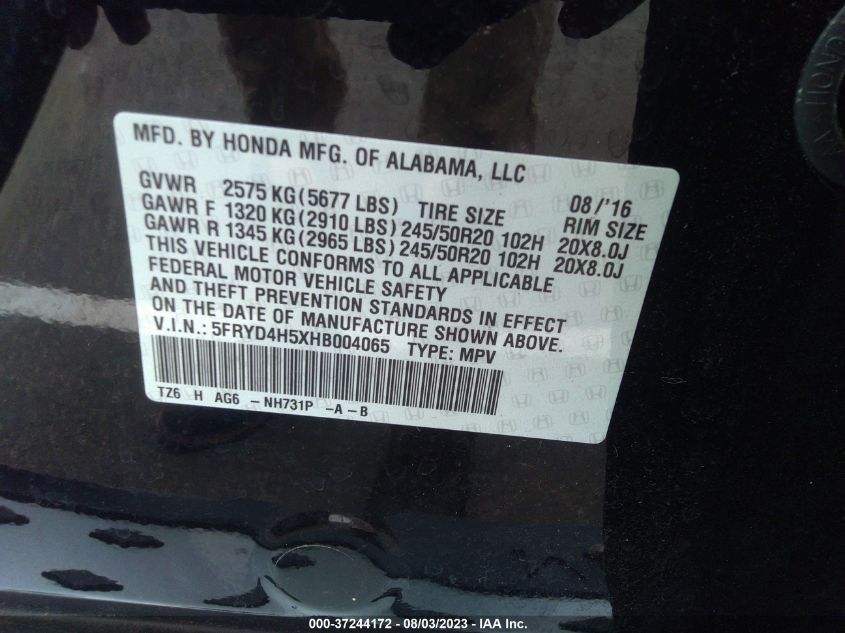 MFD. BY HONDA MFG. OF ALABAMA, LLC
GVWR 2575 KG(5677 LBS) TIRE SIZE 08/'16 RIM SIZE
GAWR F 1320 KG(2910 LBS) 245/50R20 102H 20X8.0J
GAWR R 1345 KG(2965 LBS) 245/50R20 102H 20X8.0J
THIS VEHICLE CONFORMS TO ALL APPLICABLE
FEDERAL MOTOR VEHICLE SAFETY
AND THEFT PREVENTION STANDARDS IN EFFECT
ON THE DATE OF MANUFACTURE SHOWN ABOVE.
V.I.N.: 5FRYD4H5XHB004065 TYPE: MPV
TZ6 H AG6 -NH731P -A-B
HONDA
000-37244172 - 08/03/2023 - © IAA Inc.